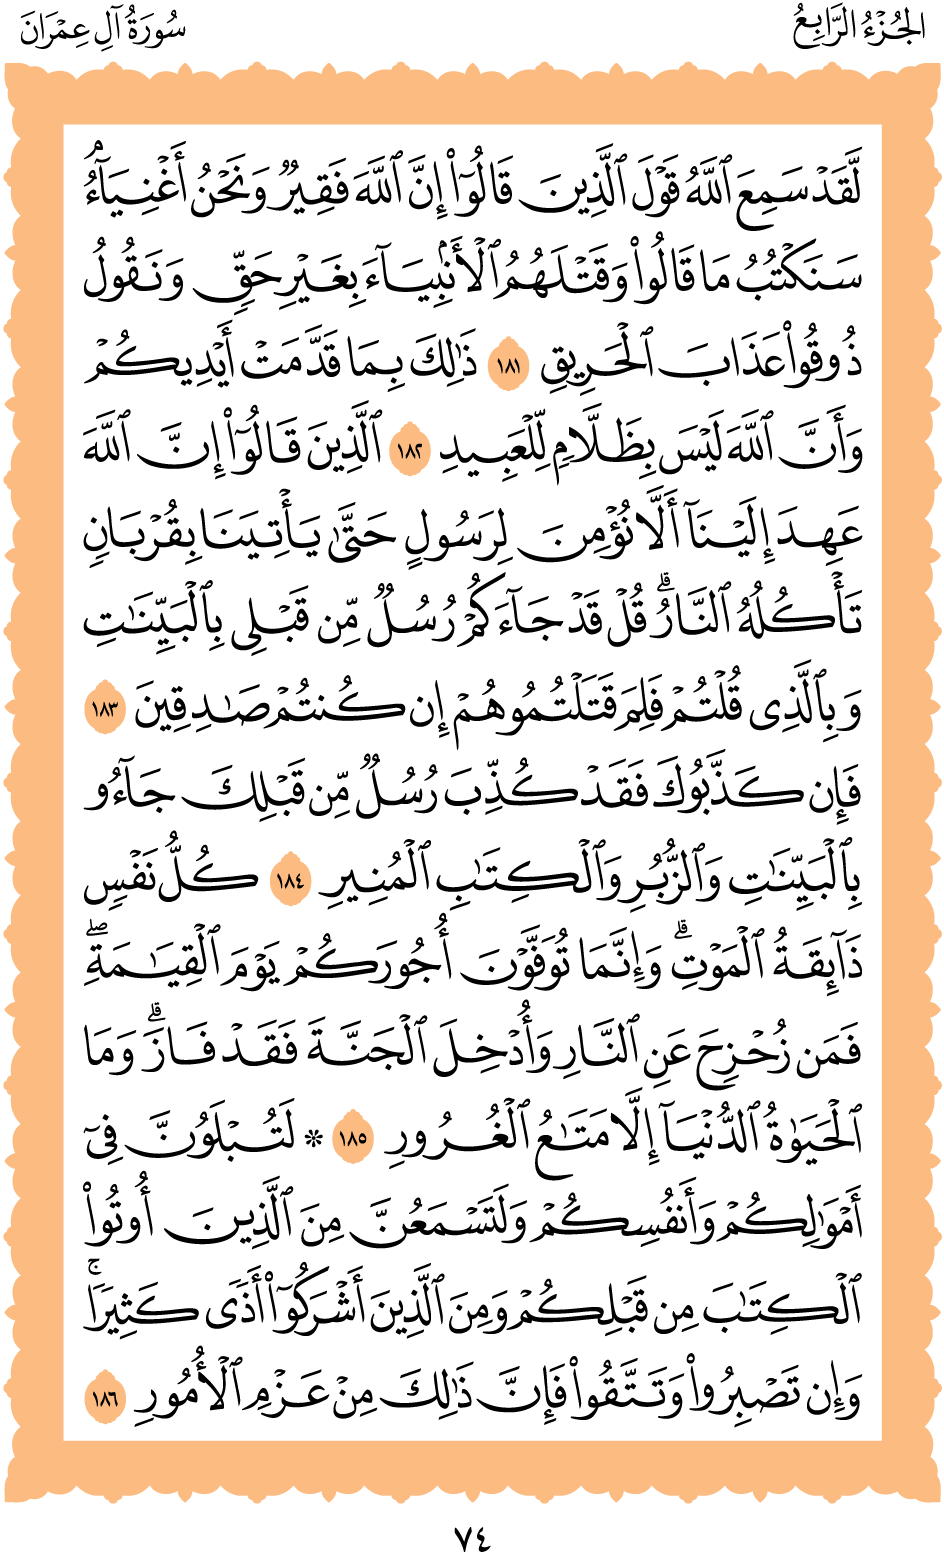 الجُزْءُ الرَّابِعُ
سُورَةُ آلِ عِمْرَانَ
لَّقَدْ سَمِعَ ٱللَّهُ قَوْلَ ٱلَّذِينَ قَالُوٓا۟ إِنَّ ٱللَّهَ فَقِيرٌ وَنَحْنُ أَغْنِيَآءُ ۘ
سَنَكْتُبُ مَا قَالُوا۟ وَقَتْلَهُمُ ٱلْأَنۢبِيَآءَ بِغَيْرِ حَقٍّ وَنَقُولُ
ذُوقُوا۟ عَذَابَ ٱلْحَرِيقِ ١٨١ ذَٰلِكَ بِمَا قَدَّمَتْ أَيْدِيكُمْ
وَأَنَّ ٱللَّهَ لَيْسَ بِظَلَّامٍ لِّلْعَبِيدِ ١٨٢ ٱلَّذِينَ قَالُوٓا۟ إِنَّ ٱللَّهَ
عَهِدَ إِلَيْنَآ أَلَّا نُؤْمِنَ لِرَسُولٍ حَتَّىٰ يَأْتِيَنَا بِقُرْبَانٍ
تَأْكُلُهُ ٱلنَّارُ ۗ قُلْ قَدْ جَآءَكُمْ رُسُلٌ مِّن قَبْلِى بِٱلْبَيِّنَٰتِ
وَبِٱلَّذِى قُلْتُمْ فَلِمَ قَتَلْتُمُوهُمْ إِن كُنتُمْ صَٰدِقِينَ ١٨٣
فَإِن كَذَّبُوكَ فَقَدْ كُذِّبَ رُسُلٌ مِّن قَبْلِكَ جَآءُو
بِٱلْبَيِّنَٰتِ وَٱلزُّبُرِ وَٱلْكِتَٰبِ ٱلْمُنِيرِ ١٨٤ كُلُّ نَفْسٍ
ذَآئِقَةُ ٱلْمَوْتِ ۗ وَإِنَّمَا تُوَفَّوْنَ أُجُورَكُمْ يَوْمَ ٱلْقِيَٰمَةِ ۖ
فَمَن زُحْزِحَ عَنِ ٱلنَّارِ وَأُدْخِلَ ٱلْجَنَّةَ فَقَدْ فَازَ ۗ وَمَا
ٱلْحَيَوٰةُ ٱلدُّنْيَآ إِلَّا مَتَٰعُ ٱلْغُرُورِ ١٨٥ * لَتُبْلَوُنَّ فِىٓ
أَمْوَٰلِكُمْ وَأَنفُسِكُمْ وَلَتَسْمَعُنَّ مِنَ ٱلَّذِينَ أُوتُوا۟
ٱلْكِتَٰبَ مِن قَبْلِكُمْ وَمِنَ ٱلَّذِينَ أَشْرَكُوٓا۟ أَذًى كَثِيرًا ۚ
وَإِن تَصْبِرُوا۟ وَتَتَّقُوا۟ فَإِنَّ ذَٰلِكَ مِنْ عَزْمِ ٱلْأُمُورِ ١٨٦
٧٤